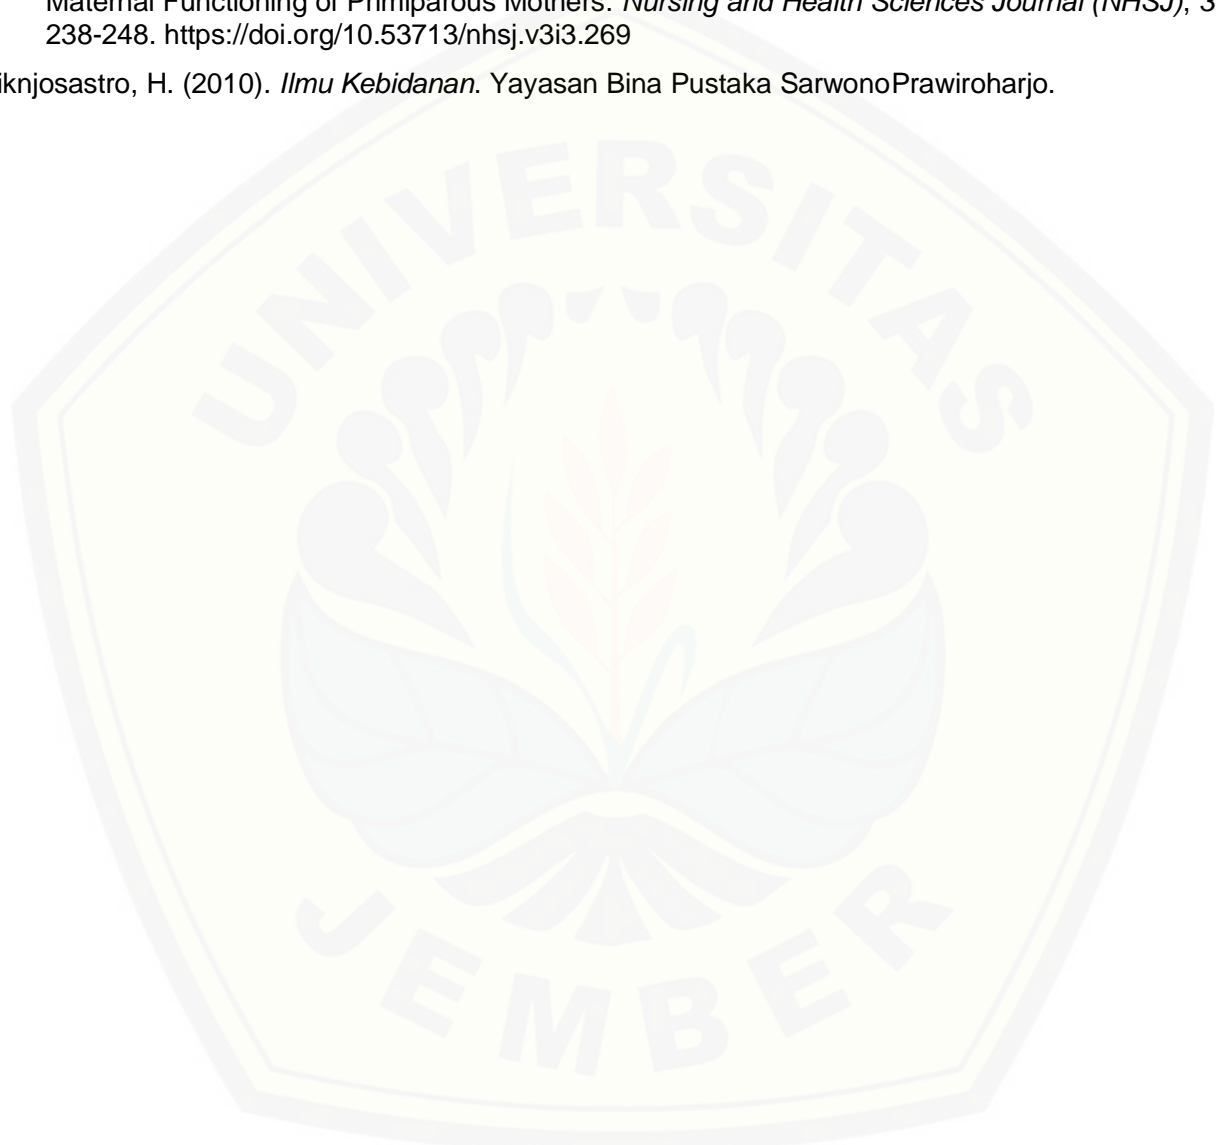 Maternal Functioning of Primiparous Mothers. Nursing and Health Sciences Journal (NHSJ), 3
238-248. https://doi.org/10.53713/nhsj.v3i3.269
iknjosastro, H. (2010). Ilmu Kebidanan. Yayasan Bina Pustaka SarwonoPrawiroharjo.
UNIVERSITAS
JEMBER